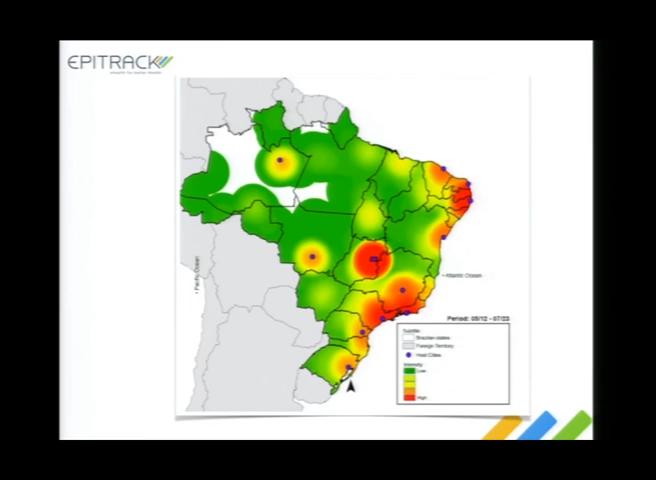 EPITRACK
Pacific Ocean
Atlantic Ocean
Period: 05/12 - 07/23
Brazilian states
Foreign Territory
Host Cities
Intensity
Low
High